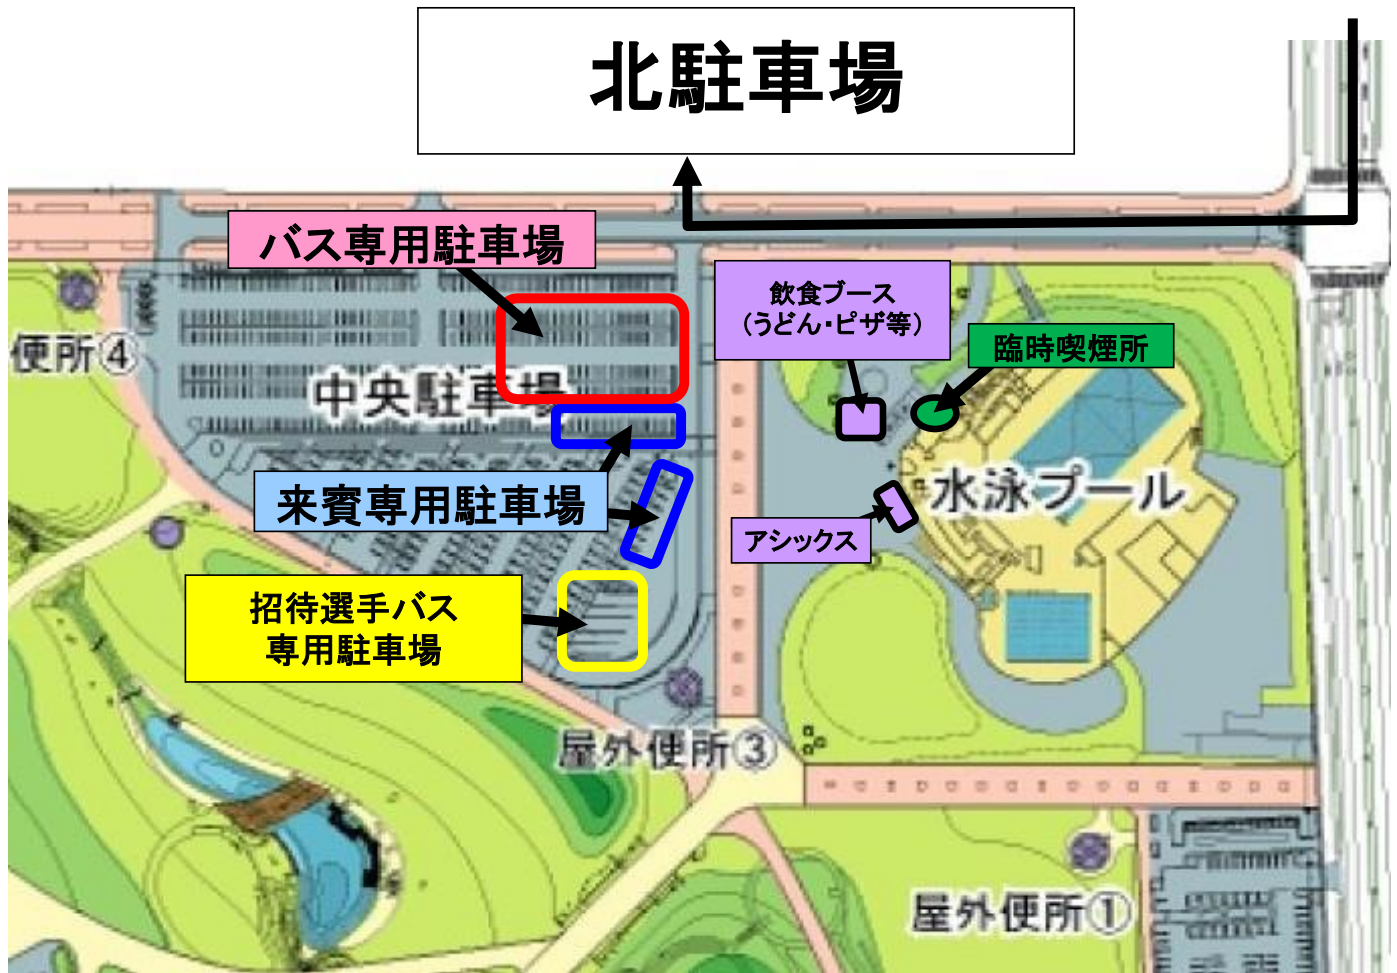 北駐車場
バス専用駐車場
飲食ブース
（うどん・ピザ等）
臨時喫煙所
便所④
中央駐車場
来賓専用駐車場
水泳プール
アシックス
招待選手バス
専用駐車場
屋外便所③
屋外便所①